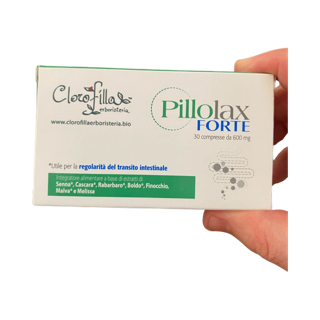 Clorofilla
erboristeria
www.clorofillaerboristeria.bio
Pillolax
FORTE
30 compresse da 600 mg
*Utile per la regolarità del transito intestinale
Integratore alimentare a base di estratti di
Senna*, Cascara*, Rabarbaro*, Boldo*, Finocchio,
Malva* e Melissa